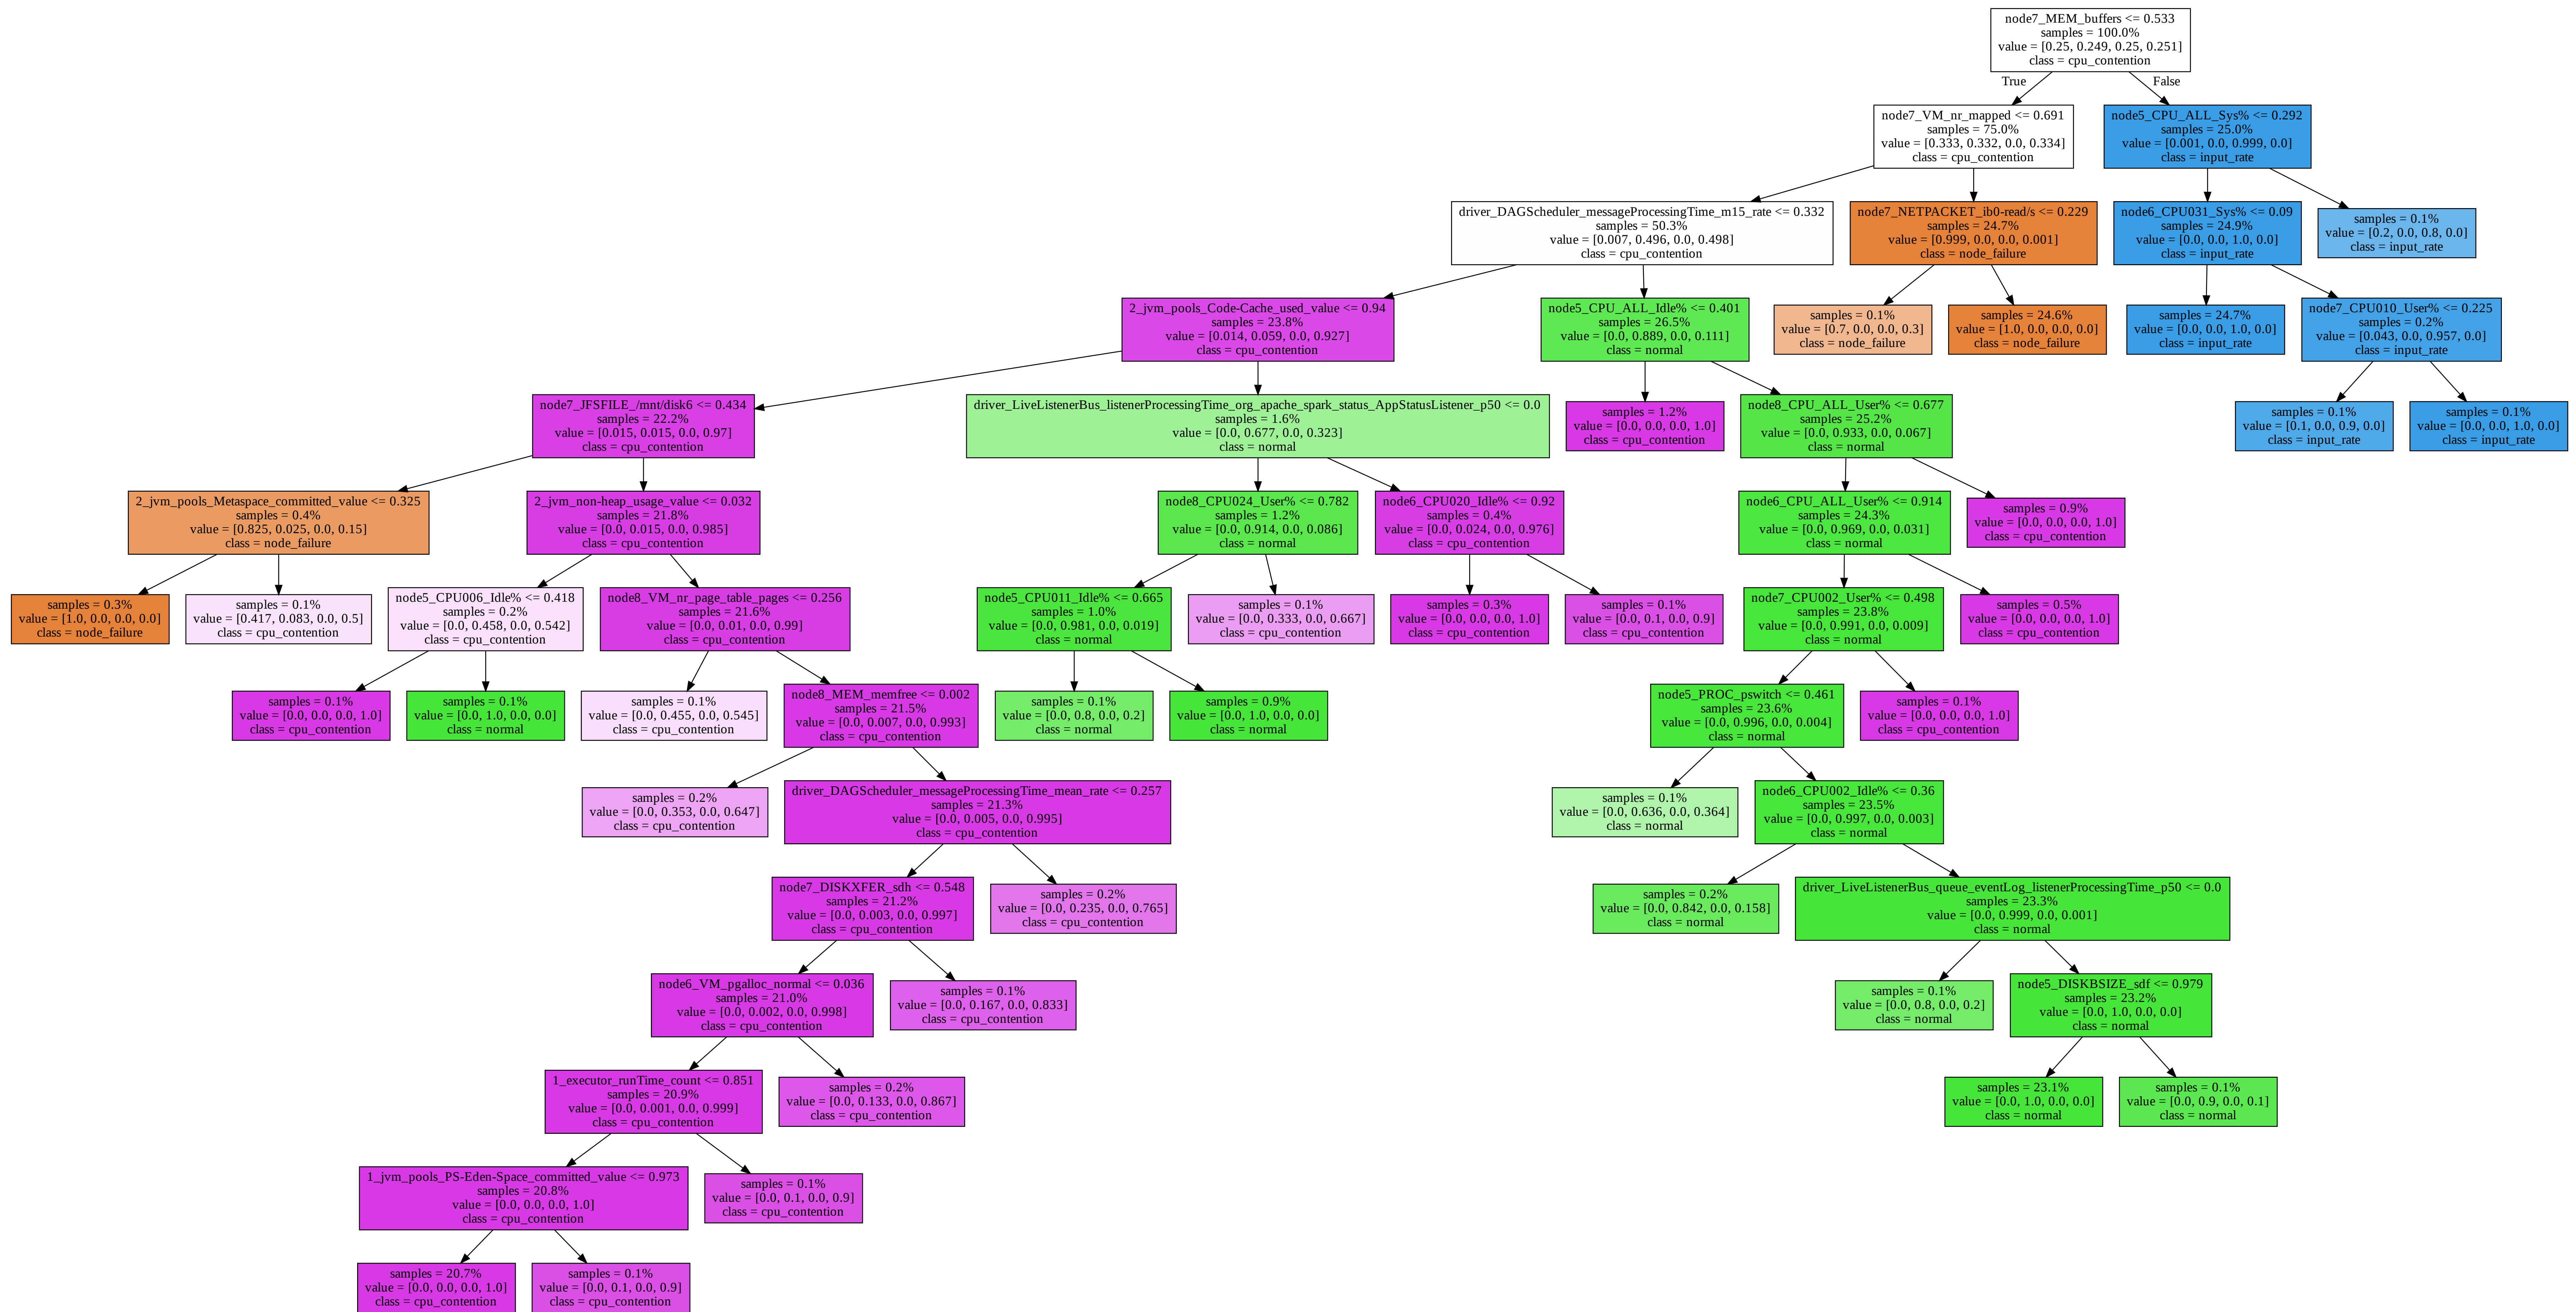 node7_MEM_buffers <= 0.533
samples = 100.0%
value = [0.25, 0.249, 0.25, 0.251]
class = cpu_contention
True
False
node7_VM_nr_mapped <= 0.691
samples = 75.0%
value = [0.333, 0.332, 0.0, 0.334]
class = cpu_contention
node5_CPU_ALL_Sys% <= 0.292
samples = 25.0%
value = [0.001, 0.0, 0.999, 0.0]
class = input_rate
driver_DAGScheduler_messageProcessingTime_m15_rate <= 0.332
samples = 50.3%
value = [0.007, 0.496, 0.0, 0.498]
class = cpu_contention
node7_NETPACKET_ib0-read/s <= 0.229
samples = 24.7%
value = [0.999, 0.0, 0.0, 0.001]
class = node_failure
node6_CPU031_Sys% <= 0.09
samples = 24.9%
value = [0.0, 0.0, 1.0, 0.0]
class = input_rate
samples = 0.1%
value = [0.2, 0.0, 0.8, 0.0]
class = input_rate
2_jvm_pools_Code-Cache_used_value <= 0.94
samples = 23.8%
value = [0.014, 0.059, 0.0, 0.927]
class = cpu_contention
node5_CPU_ALL_Idle% <= 0.401
samples = 26.5%
value = [0.0, 0.889, 0.0, 0.111]
class = normal
samples = 0.1%
value = [0.7, 0.0, 0.0, 0.3]
class = node_failure
samples = 24.6%
value = [1.0, 0.0, 0.0, 0.0]
class = node_failure
samples = 24.7%
value = [0.0, 0.0, 1.0, 0.0]
class = input_rate
node7_CPU010_User% <= 0.225
samples = 0.2%
value = [0.043, 0.0, 0.957, 0.0]
class = input_rate
node7_JFSFILE_/mnt/disk6 <= 0.434
samples = 22.2%
value = [0.015, 0.015, 0.0, 0.97]
class = cpu_contention
driver_LiveListenerBus_listenerProcessingTime_org_apache_spark_status_AppStatusListener_p50 <= 0.0
samples = 1.6%
value = [0.0, 0.677, 0.0, 0.323]
class = normal
samples = 1.2%
value = [0.0, 0.0, 0.0, 1.0]
class = cpu_contention
node8_CPU_ALL_User% <= 0.677
samples = 25.2%
value = [0.0, 0.933, 0.0, 0.067]
class = normal
samples = 0.1%
value = [0.1, 0.0, 0.9, 0.0]
class = input_rate
samples = 0.1%
value = [0.0, 0.0, 1.0, 0.0]
class = input_rate
2_jvm_pools_Metaspace_committed_value <= 0.325
samples = 0.4%
value = [0.825, 0.025, 0.0, 0.15]
class = node_failure
2_jvm_non-heap_usage_value <= 0.032
samples = 21.8%
value = [0.0, 0.015, 0.0, 0.985]
class = cpu_contention
node8_CPU024_User% <= 0.782
samples = 1.2%
value = [0.0, 0.914, 0.0, 0.086]
class = normal
node6_CPU020_Idle% <= 0.92
samples = 0.4%
value = [0.0, 0.024, 0.0, 0.976]
class = cpu_contention
node6_CPU_ALL_User% <= 0.914
samples = 24.3%
value = [0.0, 0.969, 0.0, 0.031]
class = normal
samples = 0.9%
value = [0.0, 0.0, 0.0, 1.0]
class = cpu_contention
samples = 0.3%
value = [1.0, 0.0, 0.0, 0.0]
class = node_failure
samples = 0.1%
value = [0.417, 0.083, 0.0, 0.5]
class = cpu_contention
node5_CPU006_Idle% <= 0.418
samples = 0.2%
value = [0.0, 0.458, 0.0, 0.542]
class = cpu_contention
node8_VM_nr_page_table_pages <= 0.256
samples = 21.6%
value = [0.0, 0.01, 0.0, 0.99]
class = cpu_contention
node5_CPU011_Idle% <= 0.665
samples = 1.0%
value = [0.0, 0.981, 0.0, 0.019]
class = normal
samples = 0.1%
value = [0.0, 0.333, 0.0, 0.667]
class = cpu_contention
samples = 0.3%
value = [0.0, 0.0, 0.0, 1.0]
class = cpu_contention
samples = 0.1%
value = [0.0, 0.1, 0.0, 0.9]
class = cpu_contention
node7_CPU002_User% <= 0.498
samples = 23.8%
value = [0.0, 0.991, 0.0, 0.009]
class = normal
samples = 0.5%
value = [0.0, 0.0, 0.0, 1.0]
class = cpu_contention
samples = 0.1%
value = [0.0, 0.0, 0.0, 1.0]
class = cpu_contention
samples = 0.1%
value = [0.0, 1.0, 0.0, 0.0]
class = normal
samples = 0.1%
value = [0.0, 0.455, 0.0, 0.545]
class = cpu_contention
node8_MEM_memfree <= 0.002
samples = 21.5%
value = [0.0, 0.007, 0.0, 0.993]
class = cpu_contention
samples = 0.1%
value = [0.0, 0.8, 0.0, 0.2]
class = normal
samples = 0.9%
value = [0.0, 1.0, 0.0, 0.0]
class = normal
node5_PROC_pswitch <= 0.461
samples = 23.6%
value = [0.0, 0.996, 0.0, 0.004]
class = normal
samples = 0.1%
value = [0.0, 0.0, 0.0, 1.0]
class = cpu_contention
samples = 0.2%
value = [0.0, 0.353, 0.0, 0.647]
class = cpu_contention
driver_DAGScheduler_messageProcessingTime_mean_rate <= 0.257
samples = 21.3%
value = [0.0, 0.005, 0.0, 0.995]
class = cpu_contention
samples = 0.1%
value = [0.0, 0.636, 0.0, 0.364]
class = normal
node6_CPU002_Idle% <= 0.36
samples = 23.5%
value = [0.0, 0.997, 0.0, 0.003]
class = normal
node7_DISKXFER_sdh <= 0.548
samples = 21.2%
value = [0.0, 0.003, 0.0, 0.997]
class = cpu_contention
samples = 0.2%
value = [0.0, 0.235, 0.0, 0.765]
class = cpu_contention
samples = 0.2%
value = [0.0, 0.842, 0.0, 0.158]
class = normal
driver_LiveListenerBus_queue_eventLog_listenerProcessingTime_p50 <= 0.0
samples = 23.3%
value = [0.0, 0.999, 0.0, 0.001]
class = normal
node6_VM_pgalloc_normal <= 0.036
samples = 21.0%
value = [0.0, 0.002, 0.0, 0.998]
class = cpu_contention
samples = 0.1%
value = [0.0, 0.167, 0.0, 0.833]
class = cpu_contention
samples = 0.1%
value = [0.0, 0.8, 0.0, 0.2]
class = normal
node5_DISKBSIZE_sdf <= 0.979
samples = 23.2%
value = [0.0, 1.0, 0.0, 0.0]
class = normal
1_executor_runTime_count <= 0.851
samples = 20.9%
value = [0.0, 0.001, 0.0, 0.999]
class = cpu_contention
samples = 0.2%
value = [0.0, 0.133, 0.0, 0.867]
class = cpu_contention
samples = 23.1%
value = [0.0, 1.0, 0.0, 0.0]
class = normal
samples = 0.1%
value = [0.0, 0.9, 0.0, 0.1]
class = normal
1_jvm_pools_PS-Eden-Space_committed_value <= 0.973
samples = 20.8%
value = [0.0, 0.0, 0.0, 1.0]
class = cpu_contention
samples = 0.1%
value = [0.0, 0.1, 0.0, 0.9]
class = cpu_contention
samples = 20.7%
value = [0.0, 0.0, 0.0, 1.0]
class = cpu_contention
samples = 0.1%
value = [0.0, 0.1, 0.0, 0.9]
class = cpu_contention